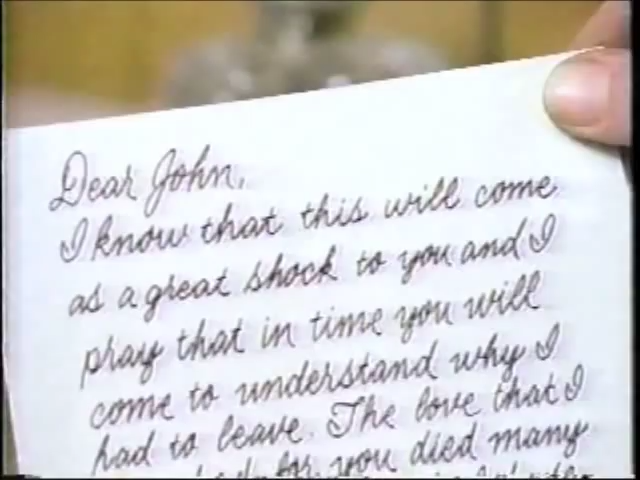 Dear John,
I know that this will come
as a great shock to you and I
pray that in time you will
come to understand why I
had to leave. The love that I
had for you died many